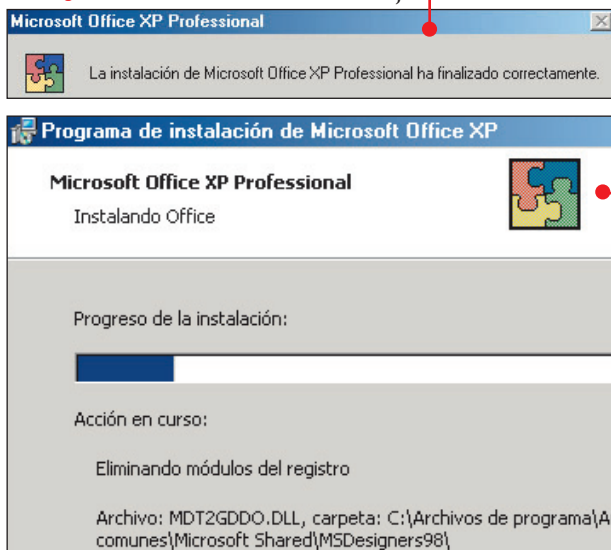 Microsoft Office XP Professional
La instalación de Microsoft Office XP Professional ha finalizado correctamente.
Programa de instalación de Microsoft Office XP
Microsoft Office XP Professional
Instalando Office
Progreso de la instalación:
Acción en curso:
Eliminando módulos del registro
Archivo: MDT2GDDO.DLL, carpeta: C:\Archivos de programa\A
comunes\Microsoft Shared\MSDesigners98\